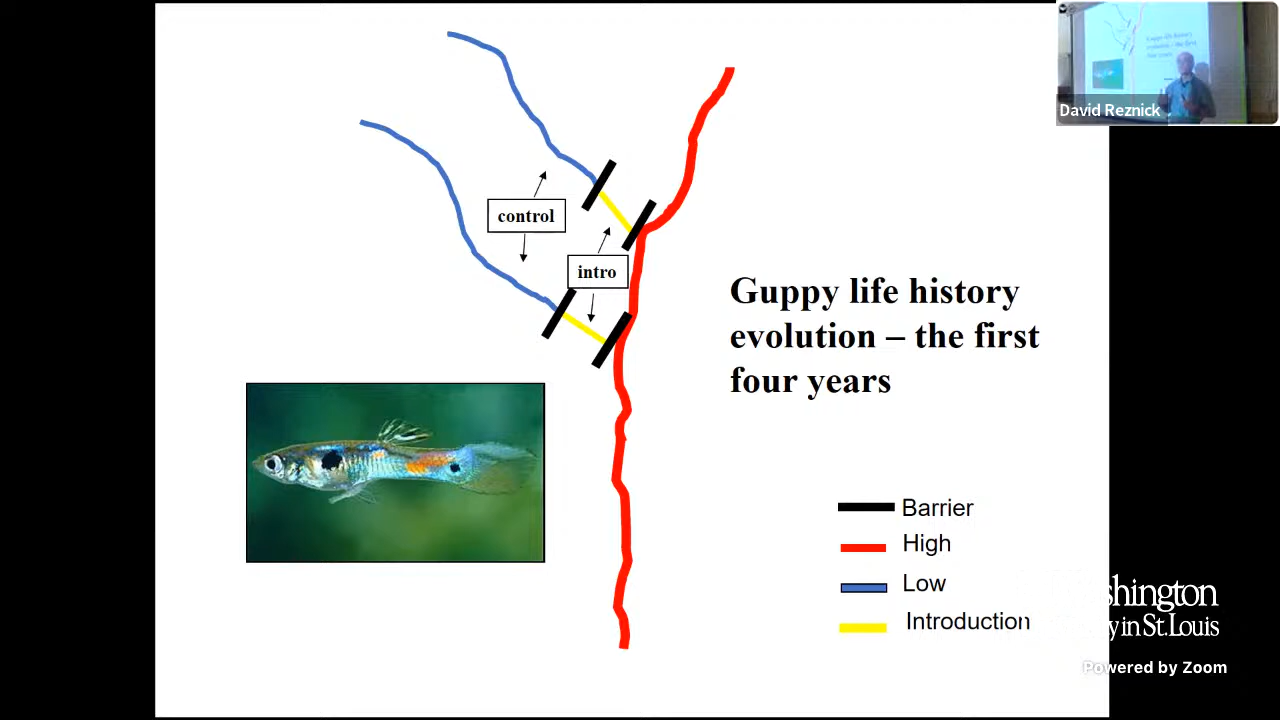 David Reznick
control
intro
Guppy life history
evolution – the first
four years
Barrier
High
Low
Introduction
shington
y in St. Louis
Powered by Zoom